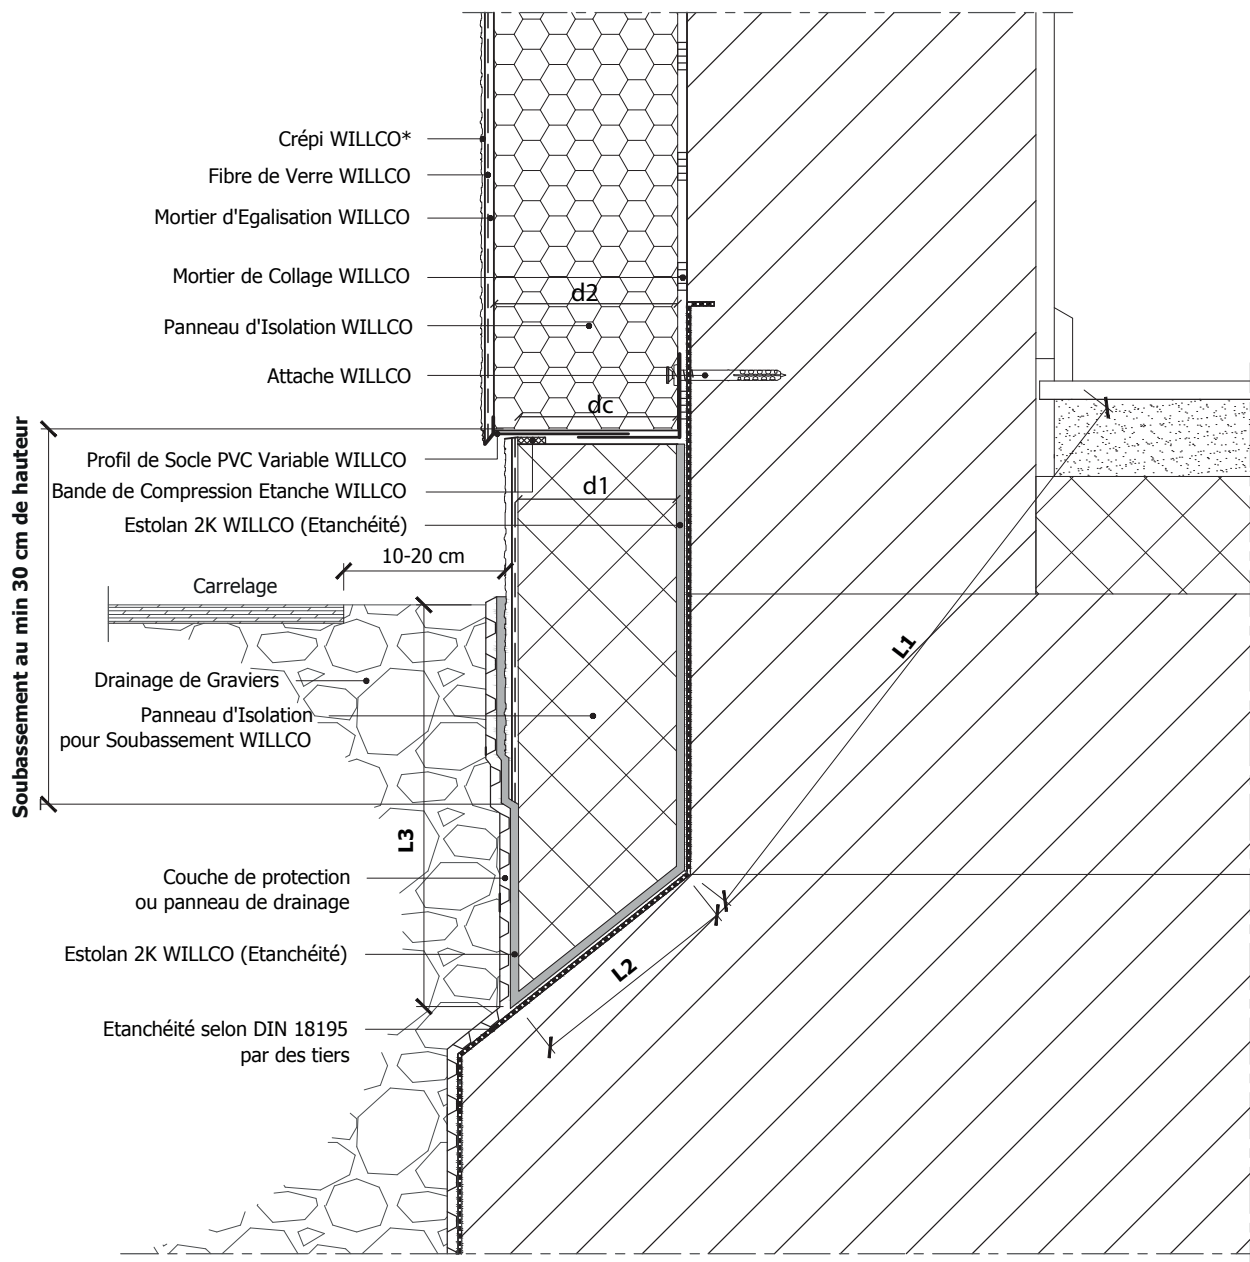 Crépi WILLCO*
Fibre de Verre WILLCO
Mortier d'Egalisation WILLCO
Mortier de Collage WILLCO
d2
Panneau d'Isolation WILLCO
Attache WILLCO
dc
Profil de Socle PVC Variable WILLCO
Bande de Compression Etanche WILLCO
d1
Estolan 2K WILLCO (Etanchéité)
10-20 cm
Carrelage
Soubassement au min 30 cm de hauteur
L1
Drainage de Graviers
Panneau d'Isolation
pour Soubassement WILLCO
L3
Couche de protection
ou panneau de drainage
Estolan 2K WILLCO (Etanchéité)
L2
Etanchéité selon DIN 18195
par des tiers